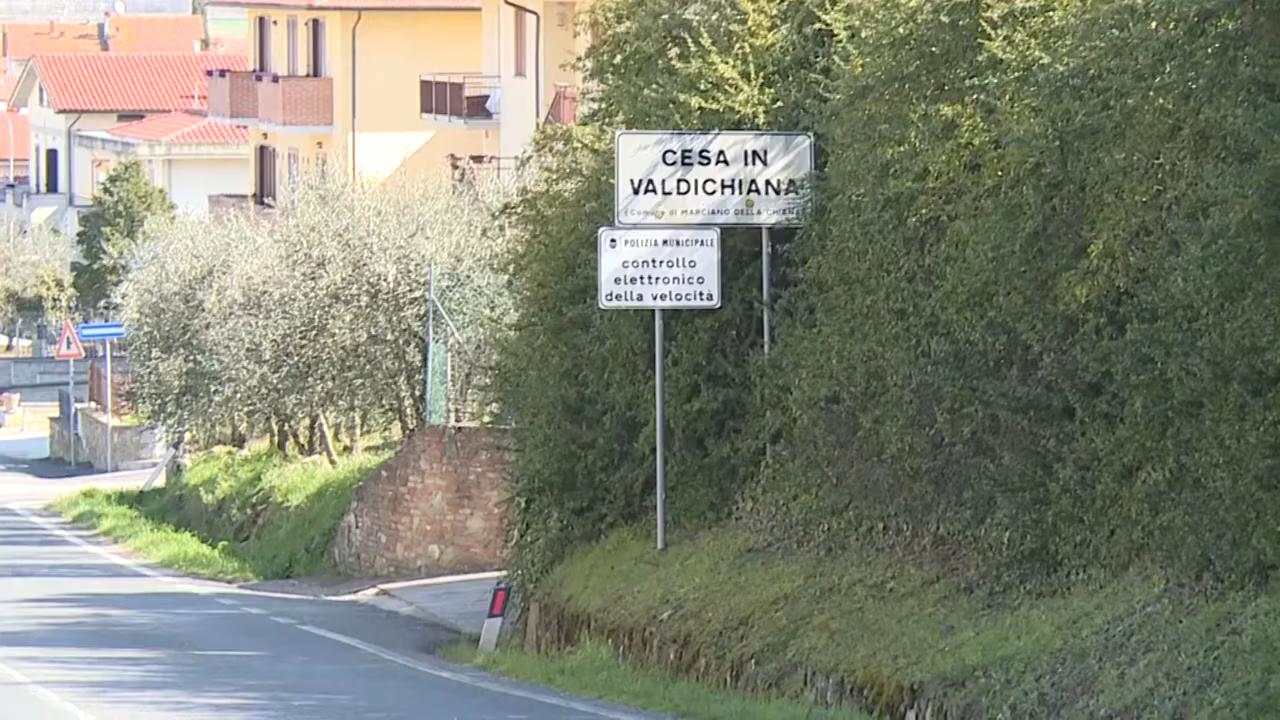 CESA IN
VALDICHIANA
(Comune di MARCIANO DELLA CHIANA)
POLIZIA MUNICIPALE
controllo
elettronico
della velocità